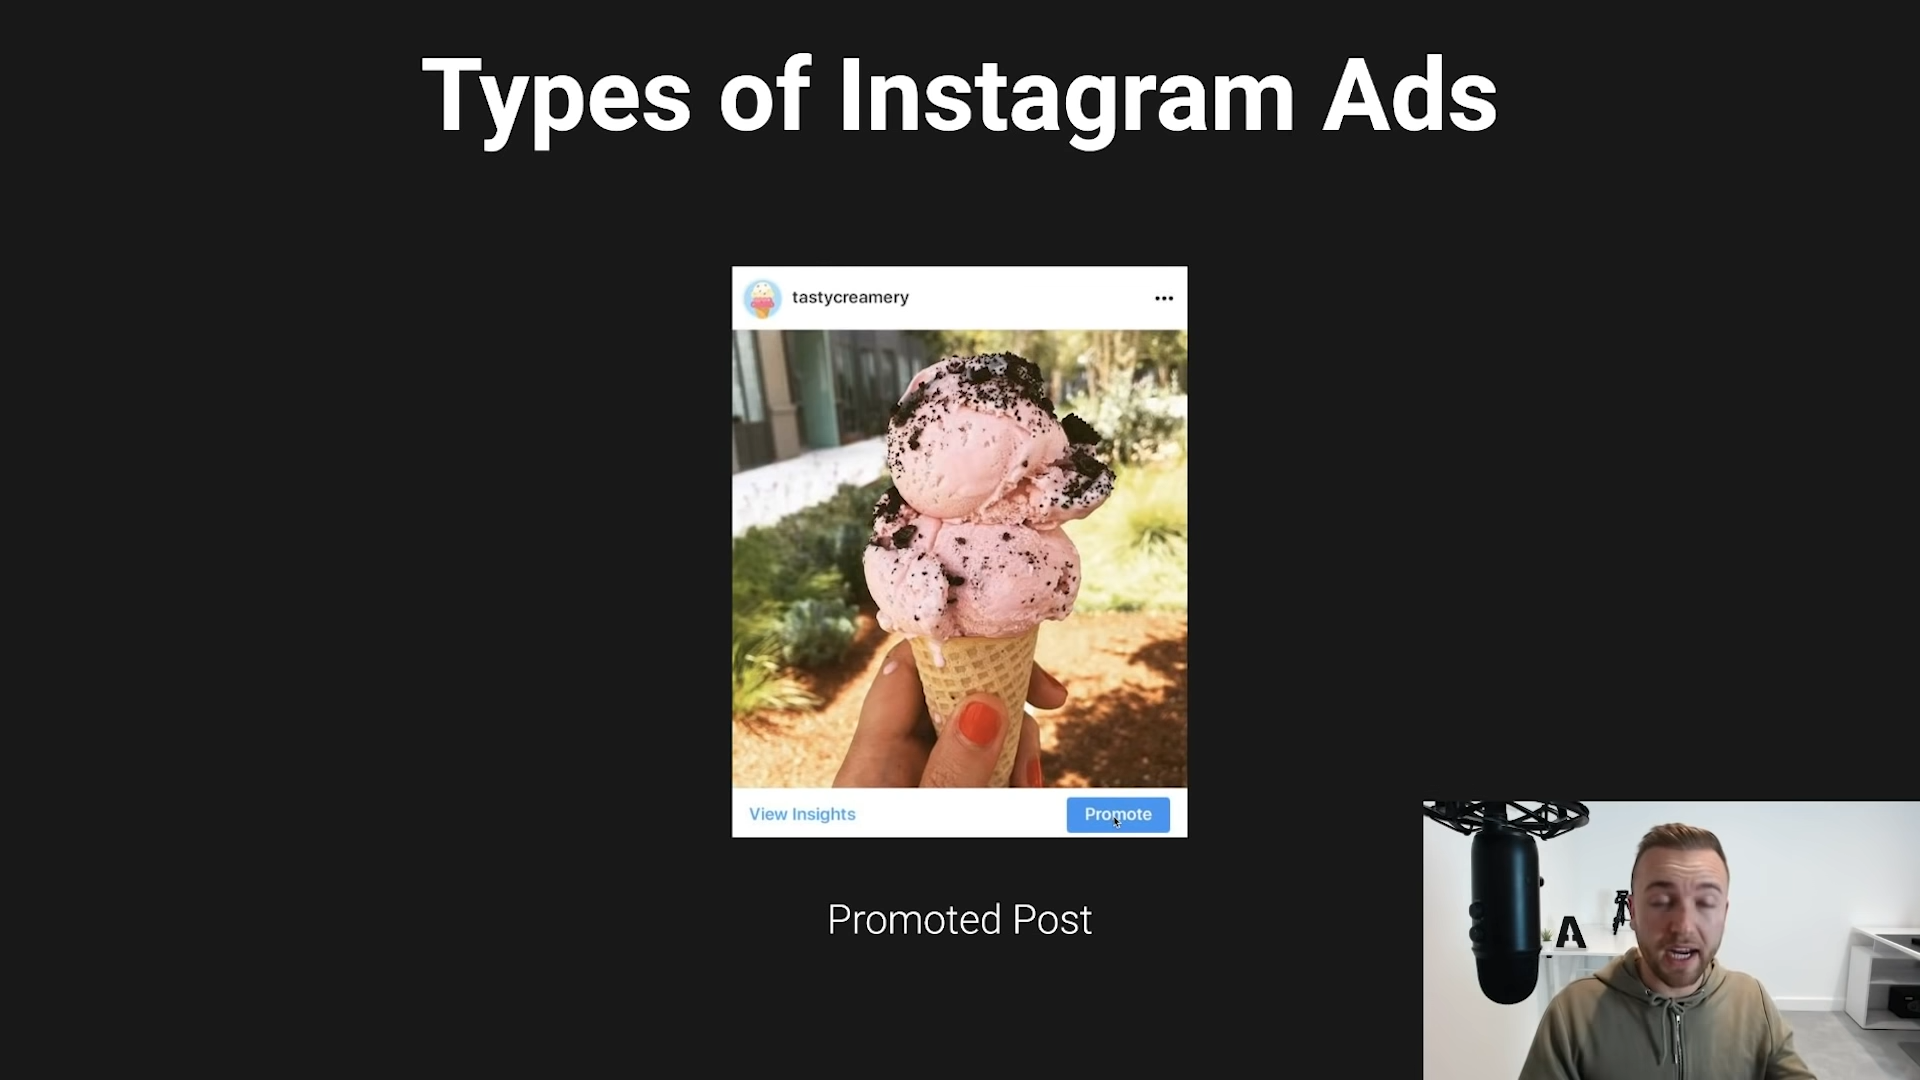 Types of Instagram Ads
tastycreamery
View Insights
Promote
Promoted Post
A